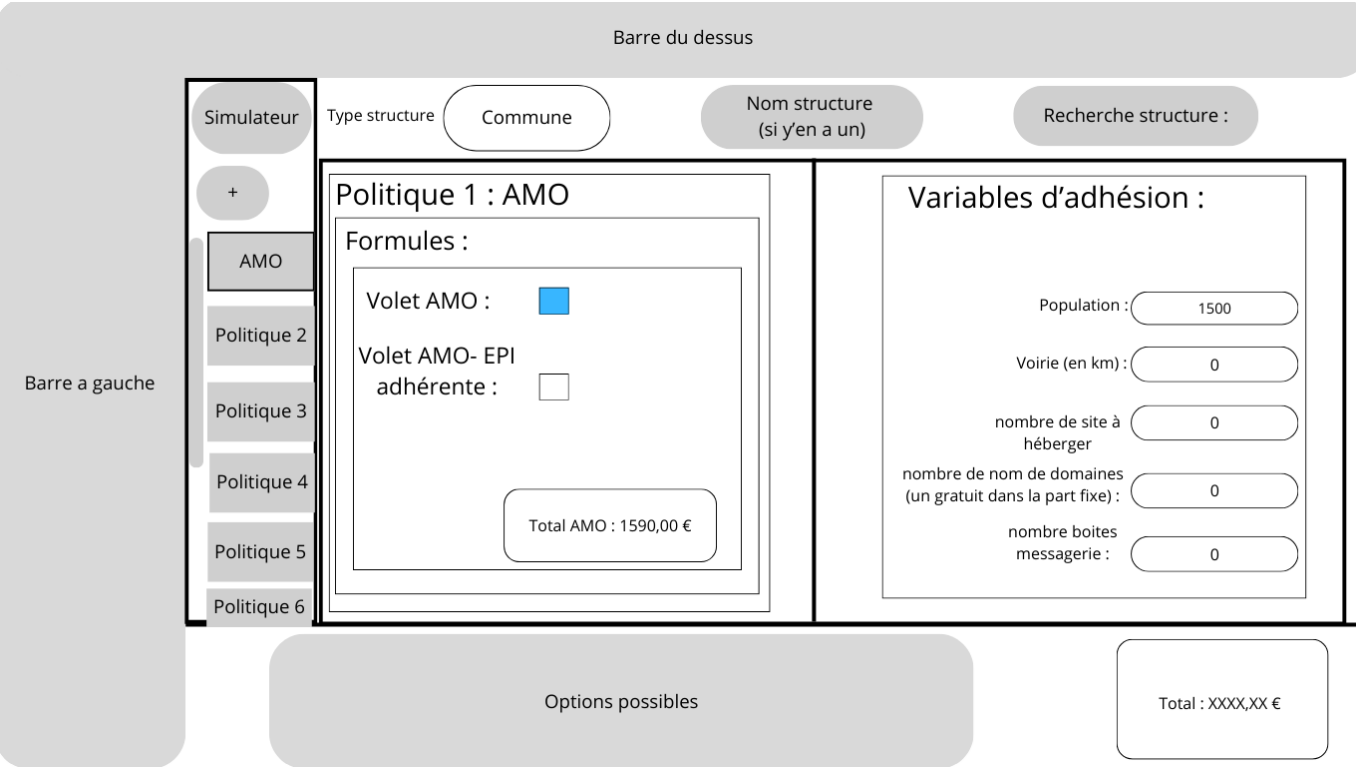 Barre du dessus
Barre a gauche
Simulateur
+
AMO
Politique 2
Politique 3
Politique 4
Politique 5
Politique 6
Type structure
Commune
Nom structure
(si y'en a un)
Recherche structure :
Politique 1 : AMO
Formules :
Volet AMO :
Volet AMO- EPI
adhérente :
Total AMO : 1590,00 €
Variables d’adhésion :
Population :
1500
Voirie (en km) :
0
nombre de site à
héberger
0
nombre de nom de domaines
(un gratuit dans la part fixe) :
0
nombre boites
messagerie :
0
Options possibles
Total : XXXX,XX €